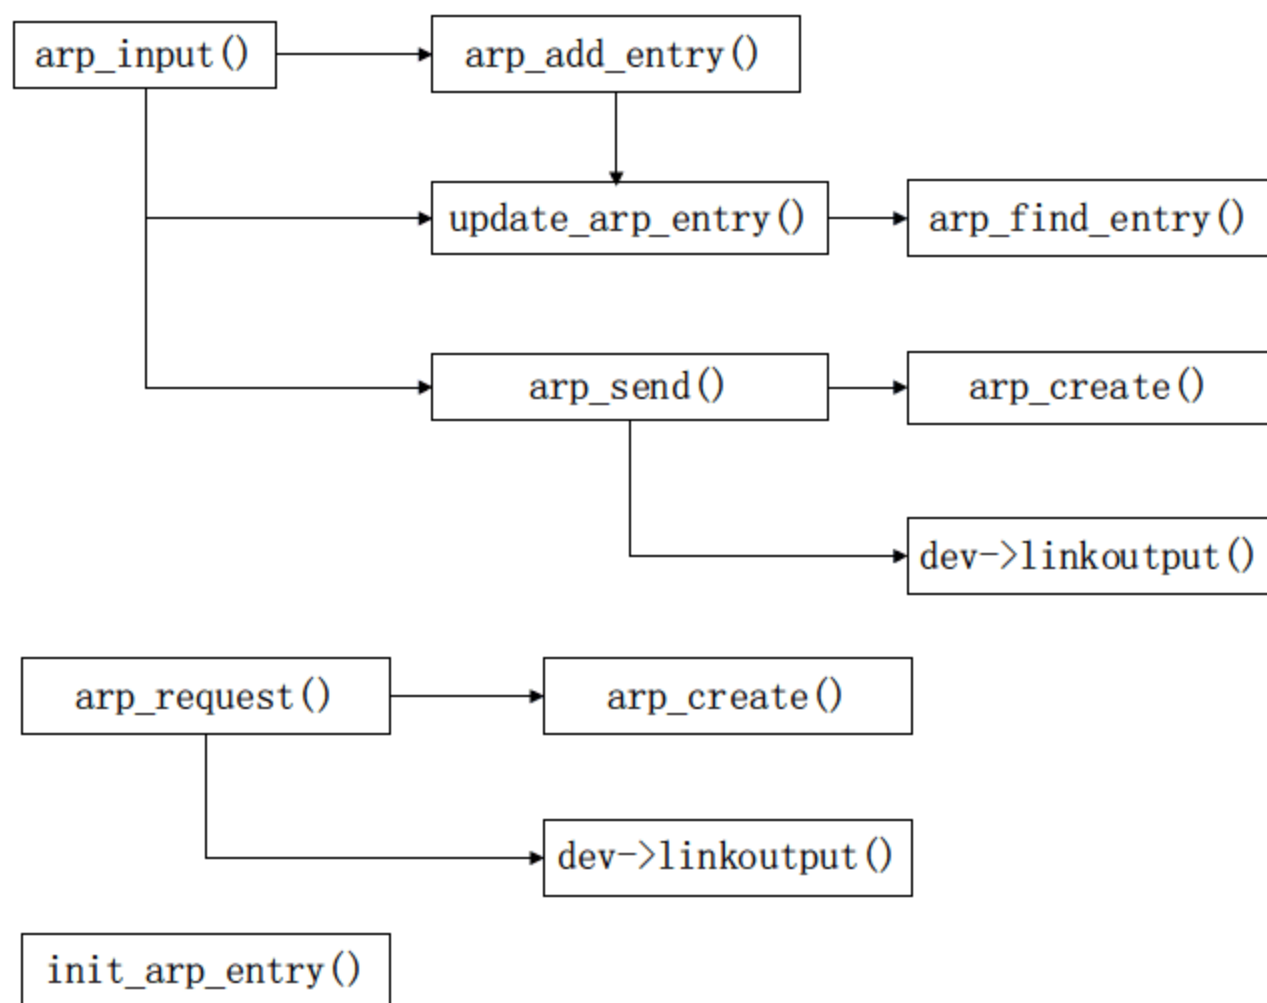 arp_input()
arp_add_entry()
update_arp_entry()
arp_find_entry()
arp_send()
arp_create()
dev->linkoutput()
arp_request()
arp_create()
dev->linkoutput()
init_arp_entry()